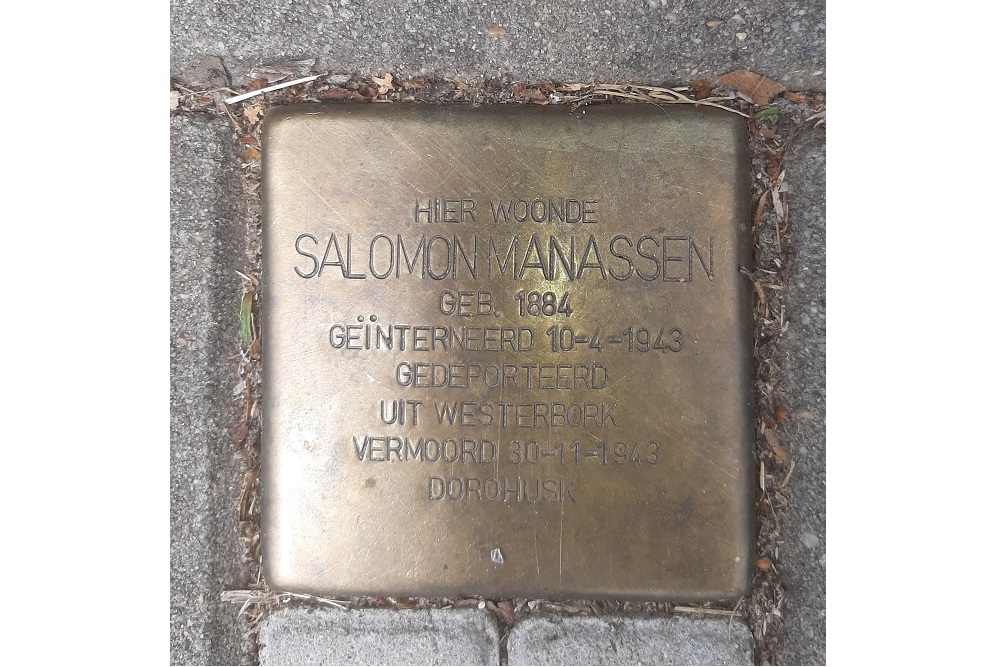 HIER WOONDE
SALOMON MANASSEN
GEB. 1884
GEÏNTERNEERD 10-4-1943
GEDEPORTEERD
UIT WESTERBORK
VERMOORD 30-11-1943
DOROHUSK